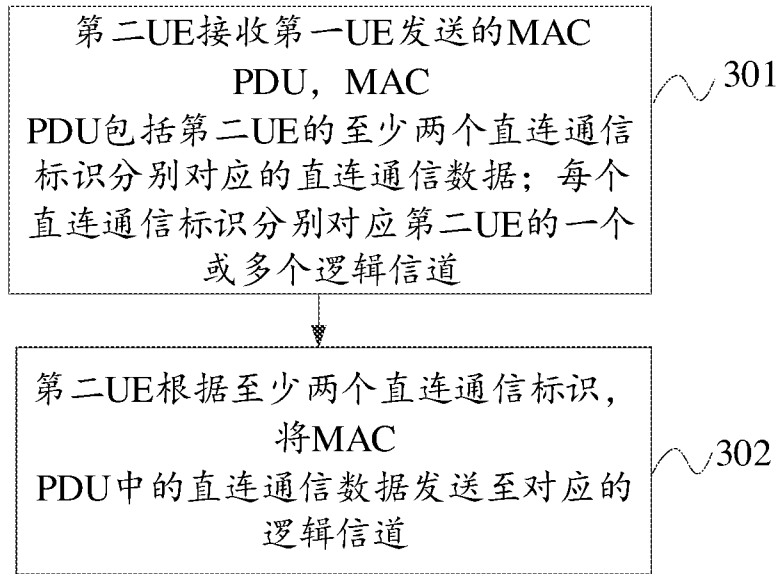 第二UE接收第一UE发送的MAC
PDU，MAC
PDU包括第二UE的至少两个直连通信
标识分别对应的直连通信数据；每个
直连通信标识分别对应第二UE的一个
或多个逻辑信道
301
第二UE根据至少两个直连通信标识，
将MAC
PDU中的直连通信数据发送至对应的
逻辑信道
302